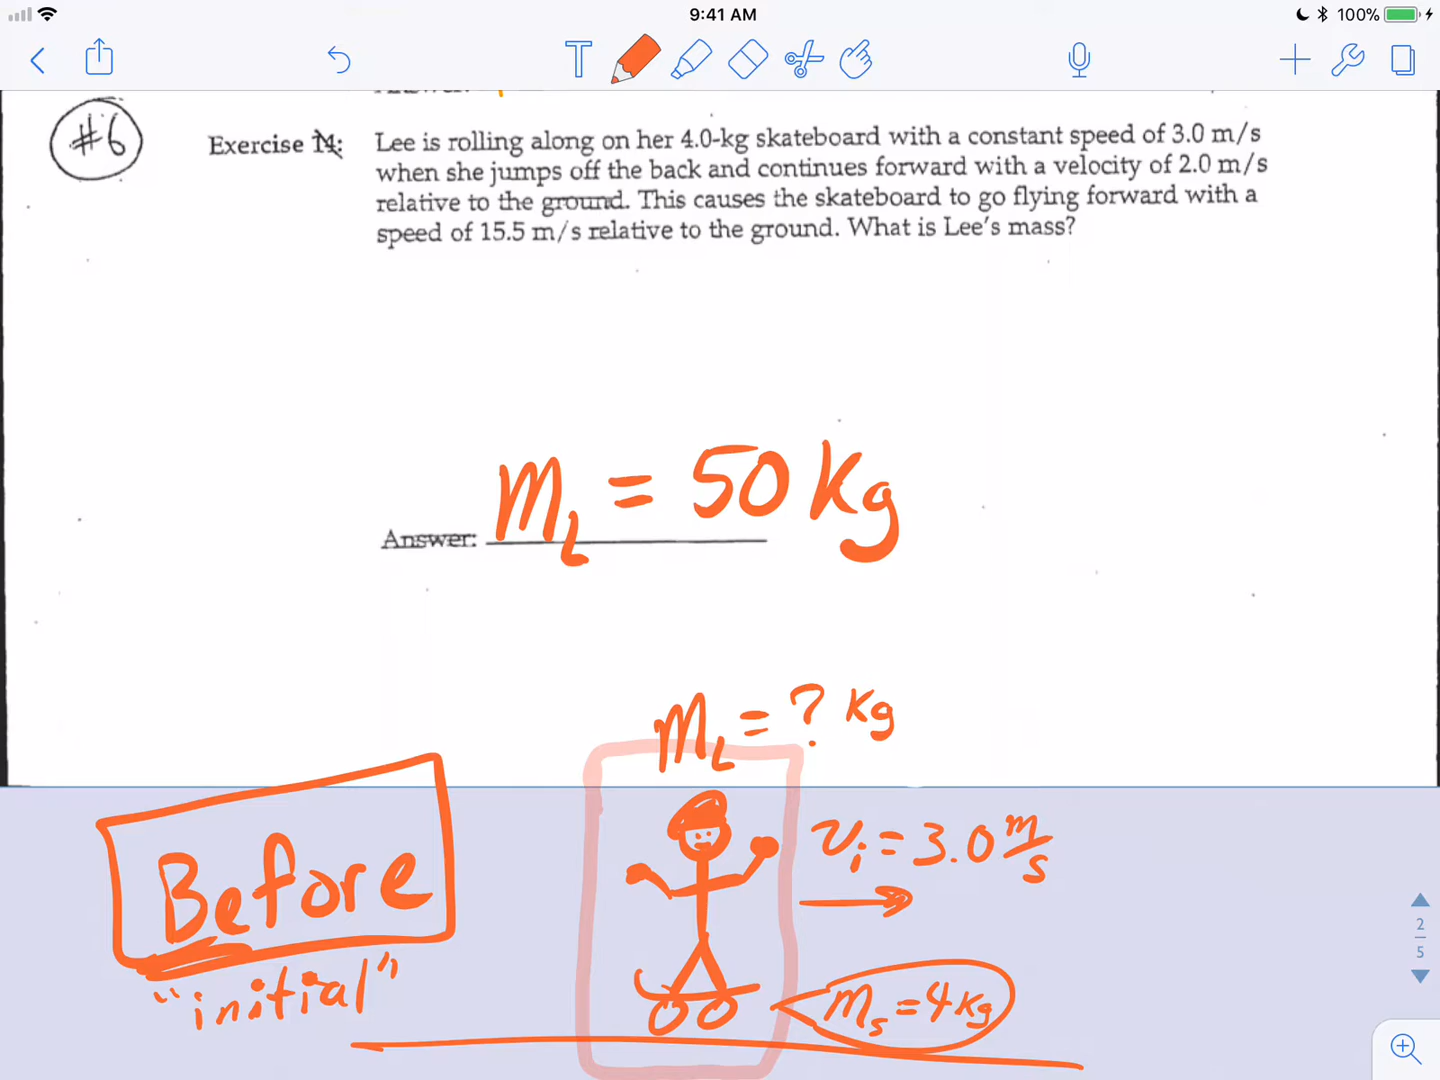 9:41 AM
100%
T
#6
Exercise M:
Lee is rolling along on her 4.0-kg skateboard with a constant speed of 3.0 m/s
when she jumps off the back and continues forward with a velocity of 2.0 m/s
relative to the ground. This causes the skateboard to go flying forward with a
speed of 15.5 m/s relative to the ground. What is Lee's mass?
Answer: mL = 50 kg
mL = ? kg
Before
"initial"
vi = 3.0 m/s
ms = 4 kg
2
5